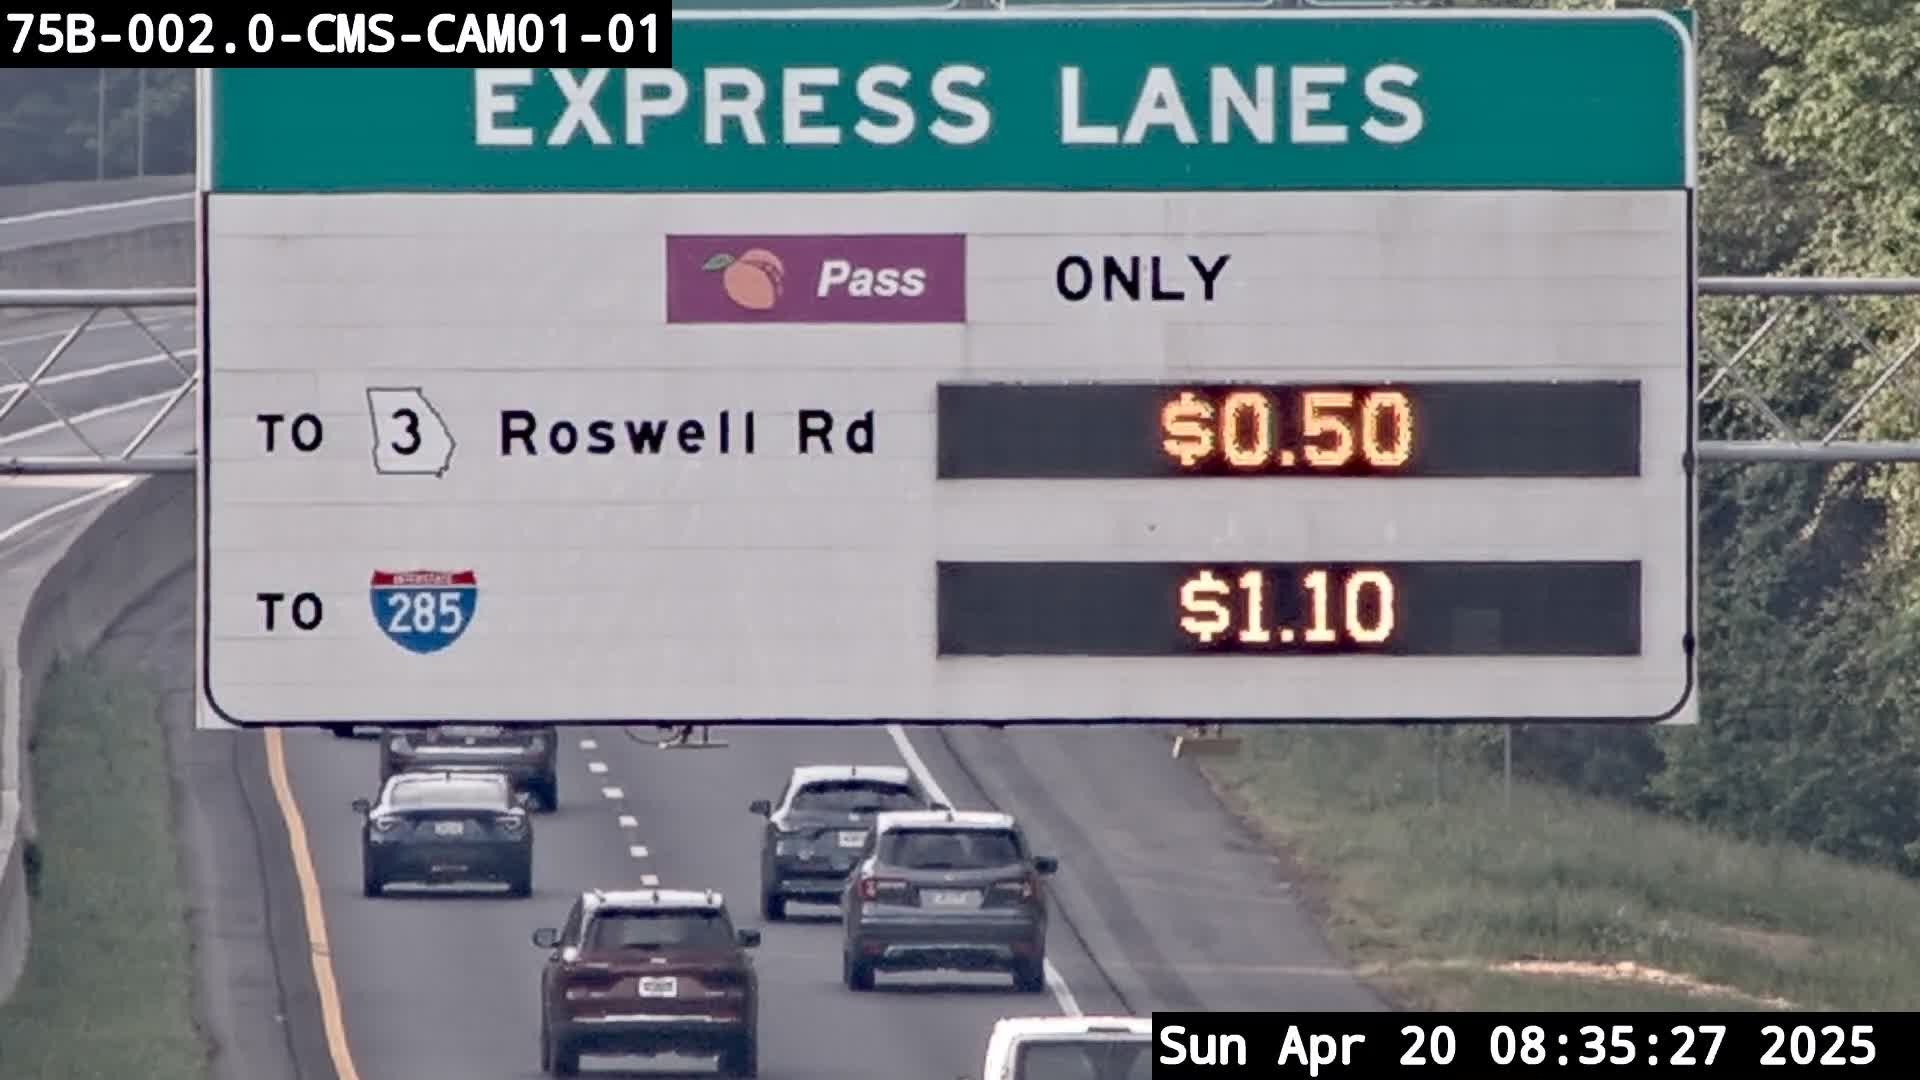 75B-002.0-CMS-CAM01-01
EXPRESS LANES
Pass ONLY
TO 3 Roswell Rd $0.50
TO INTERSTATE 285 $1.10
Sun Apr 20 08:35:27 2025